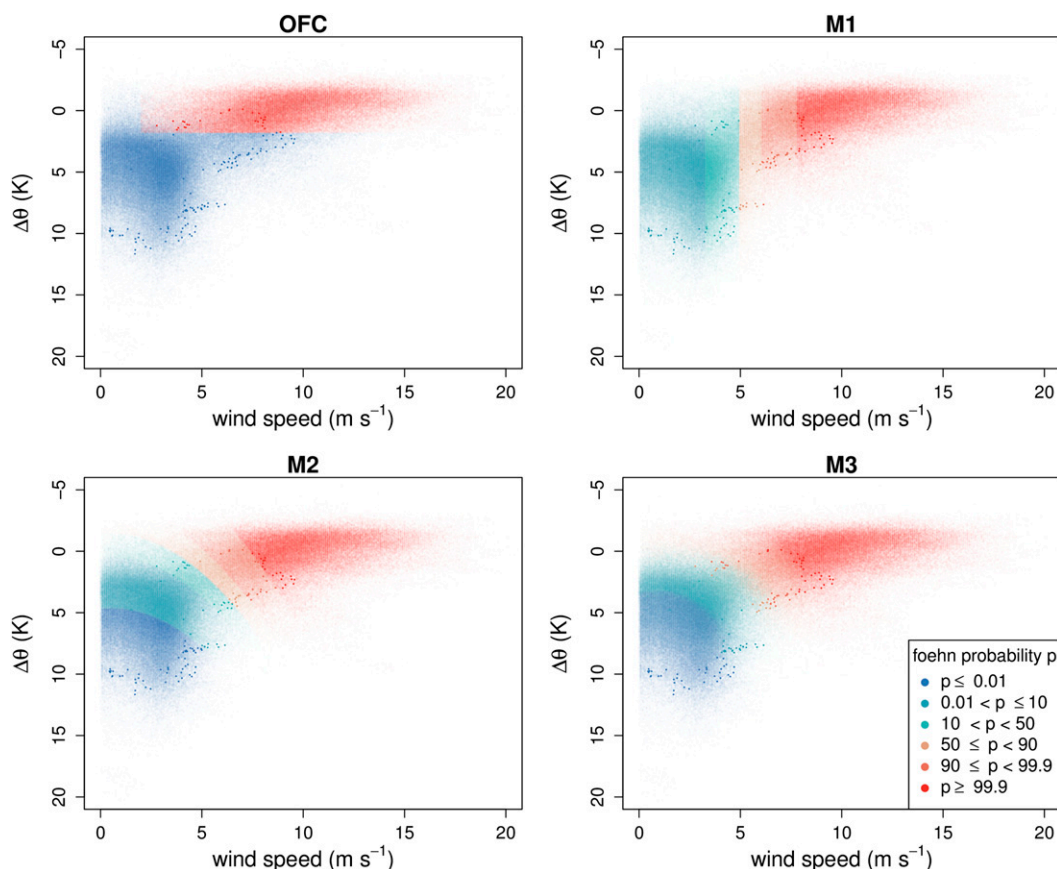 OFC
−5
0
5
10
15
20
Δθ (K)
0 5 10 15 20
wind speed (m s⁻¹)
M1
−5
0
5
10
15
20
Δθ (K)
0 5 10 15 20
wind speed (m s⁻¹)
M2
−5
0
5
10
15
20
Δθ (K)
0 5 10 15 20
wind speed (m s⁻¹)
M3
−5
0
5
10
15
20
Δθ (K)
0 5 10 15 20
wind speed (m s⁻¹)
foehn probability p
p ≤ 0.01
0.01 < p ≤ 10
10 < p < 50
50 ≤ p < 90
90 ≤ p < 99.9
p ≥ 99.9